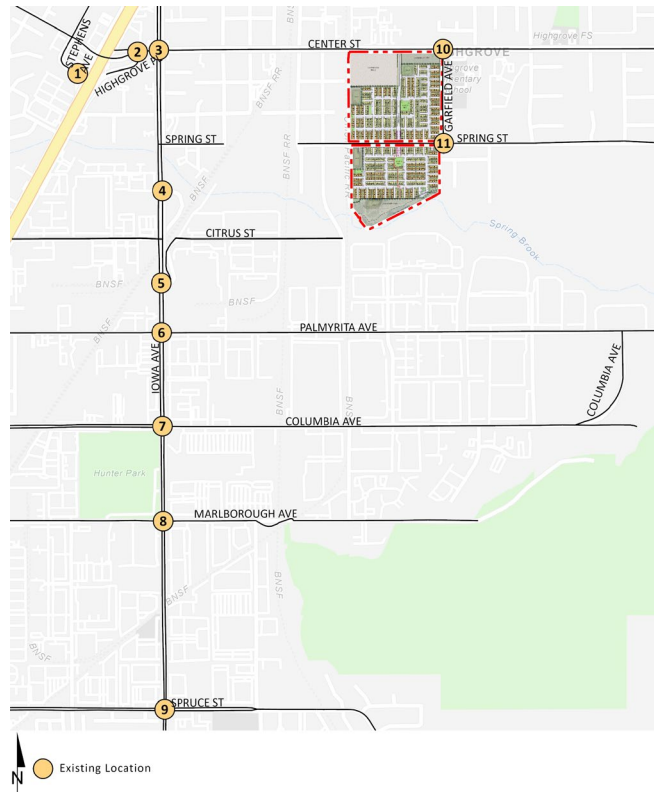 STEPHENS
AVE
1
2
3
CENTER ST
10
Highgrove FS
HIGHGROVE
HIGHGROVE P
BNSF RR
GARFIELD AVE
SPRING ST
BNSF RR
11
SPRING ST
4
CITRUS ST
Spring Brook
BNSF
5
BNSF
BNSF
6
PALMYRITA AVE
IOWA AVE
COLUMBIA AVE
BNSF
BNSF
7
COLUMBIA AVE
Hunter Park
8
MARLBOROUGH AVE
BNSF
BNSF
BNSF
9
SPRUCE ST
N
Existing Location